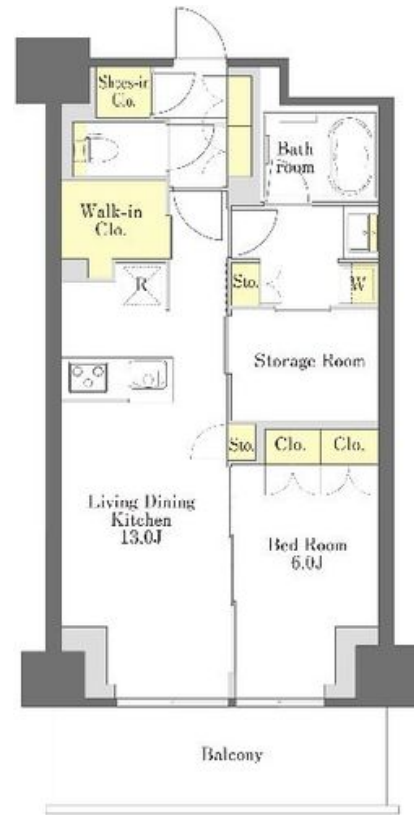 Shoes-in
Clo.
Bath
room
Walk-in
Clo.
R
Sto.
W
Storage Room
Sto.
Clo.
Clo.
Living Dining
Kitchen
13.0J
Bed Room
6.0J
Balcony